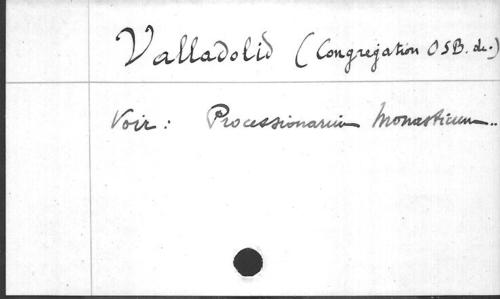 Valladolid (Congregation OSB. de.)
Voir: Processionarium Monasticum..